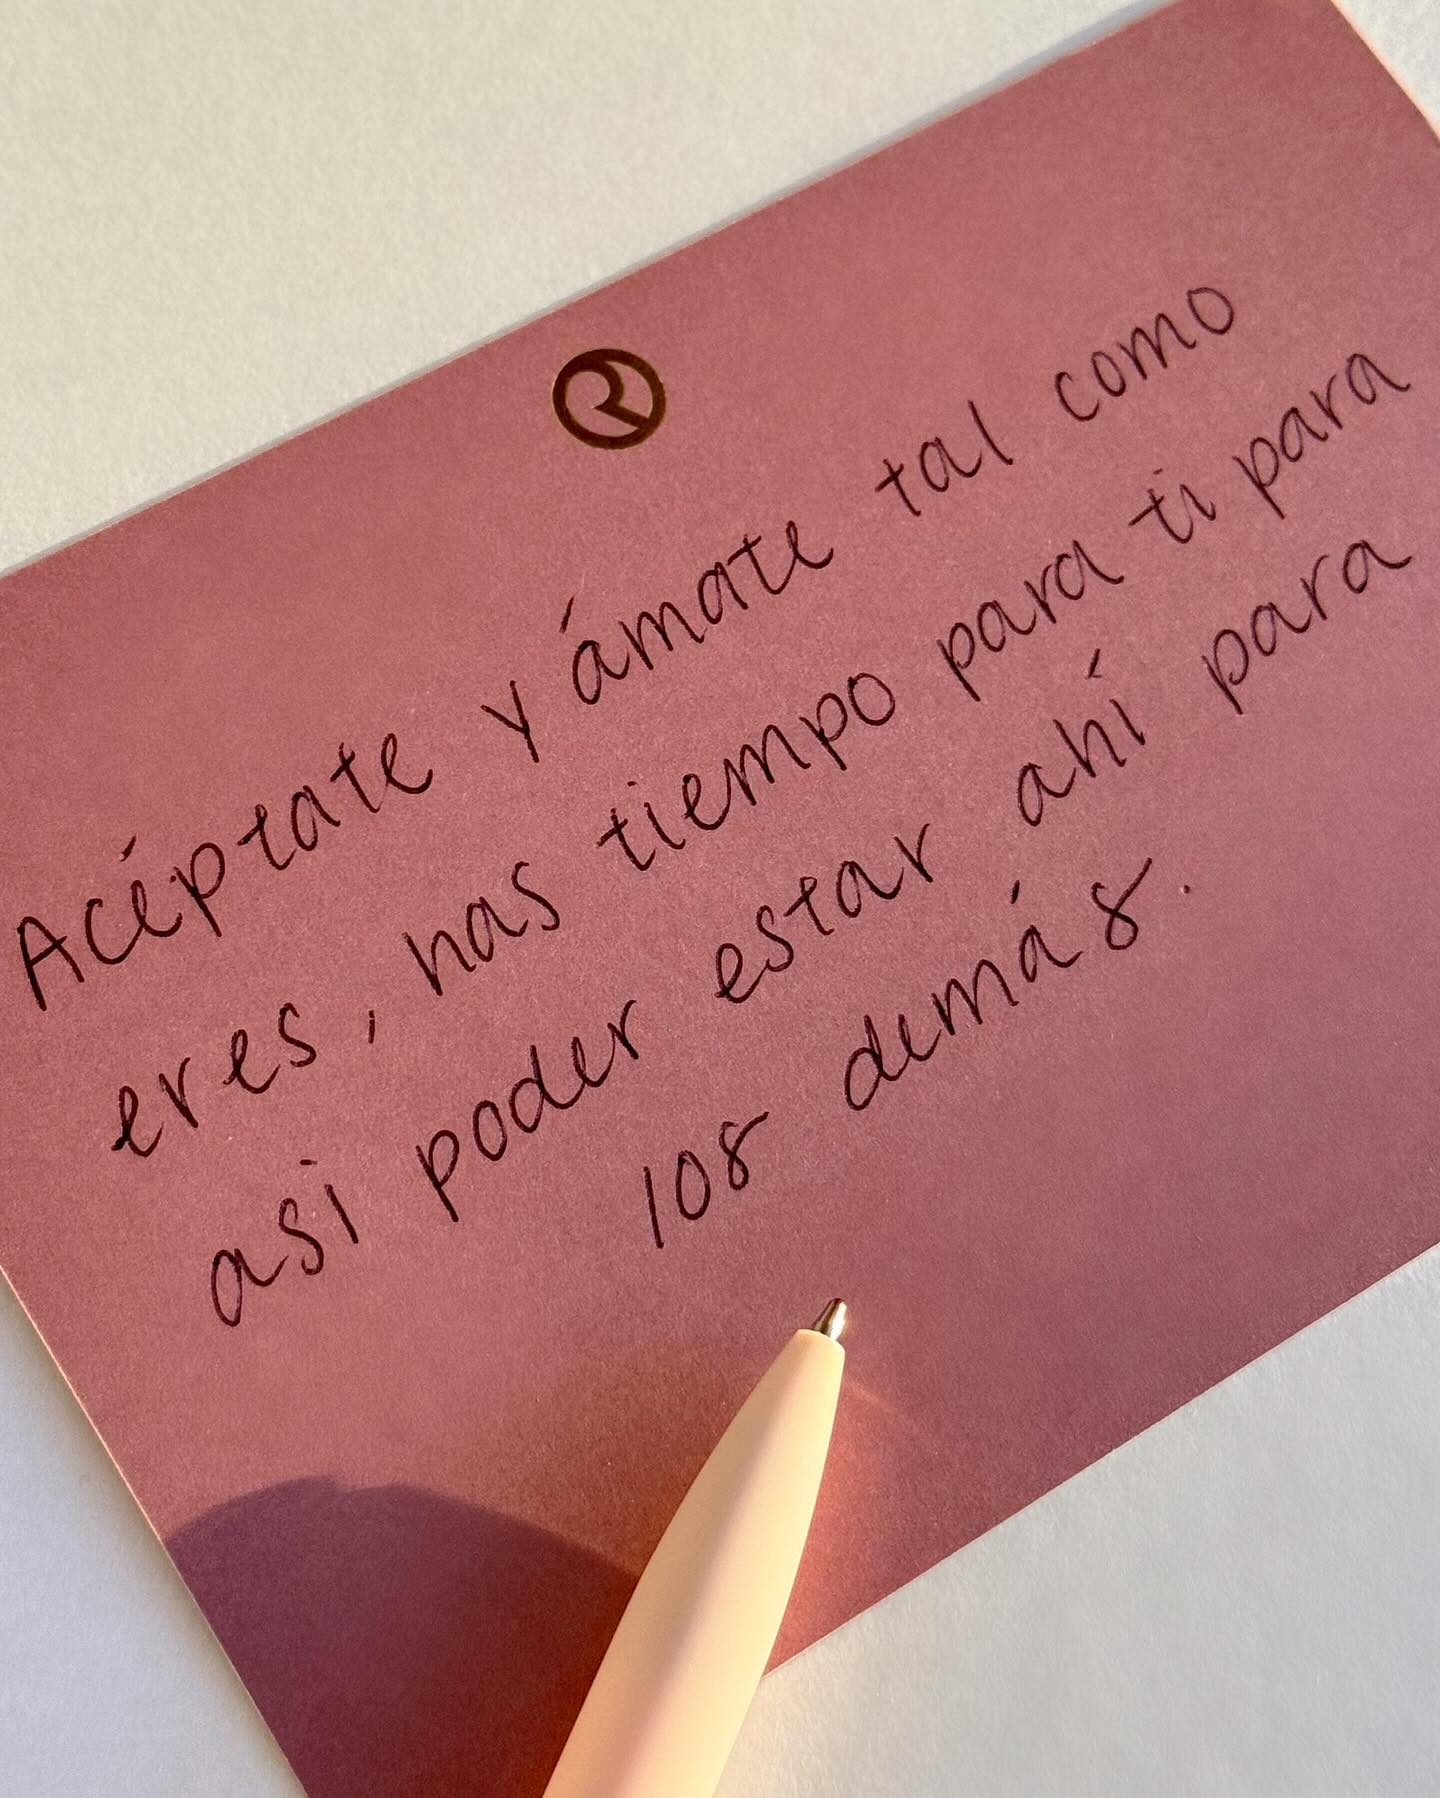 Acéptate y ámate tal como
eres, has tiempo para ti para
asi poder estar ahí para
los demás.